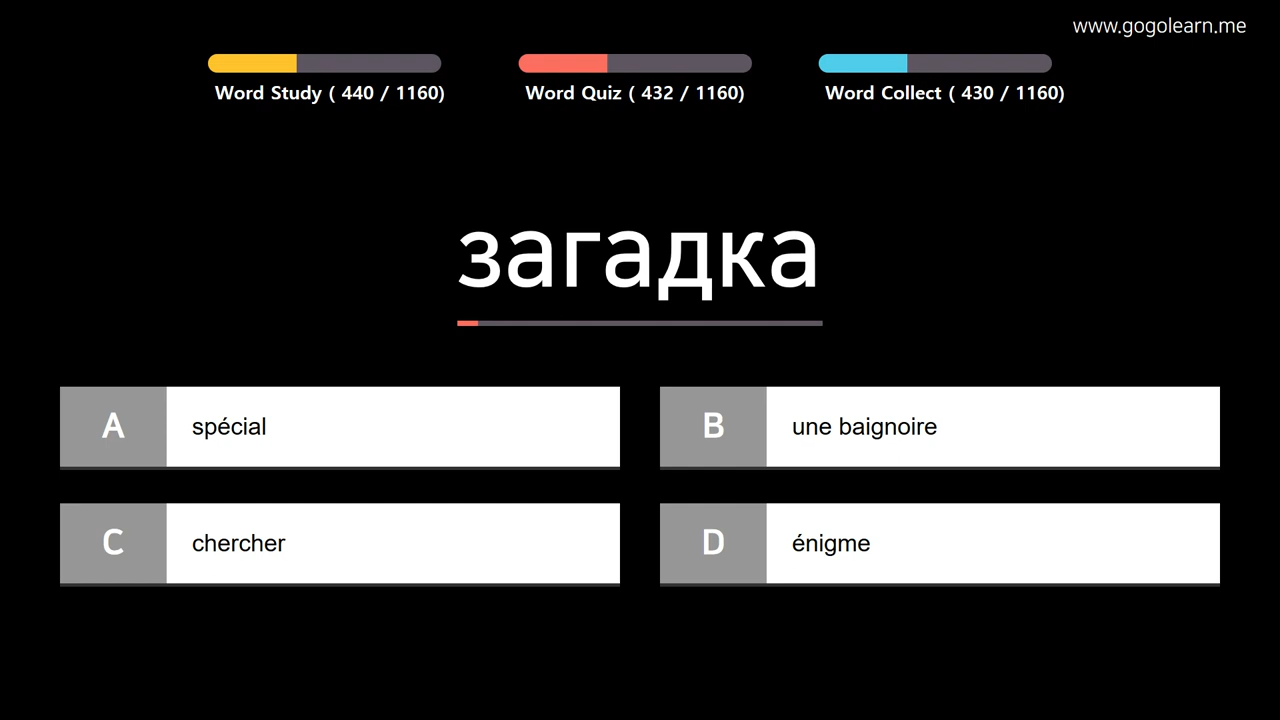 www.gogolearn.me
Word Study ( 440 / 1160)
Word Quiz ( 432 / 1160)
Word Collect ( 430 / 1160)
загадка
A
spécial
B
une baignoire
C
chercher
D
énigme